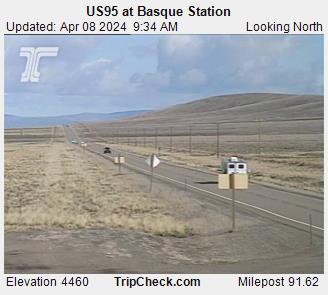 US95 at Basque Station
Updated: Apr 08 2024 9:34 AM Looking North
Elevation 4460 TripCheck.com Milepost 91.62